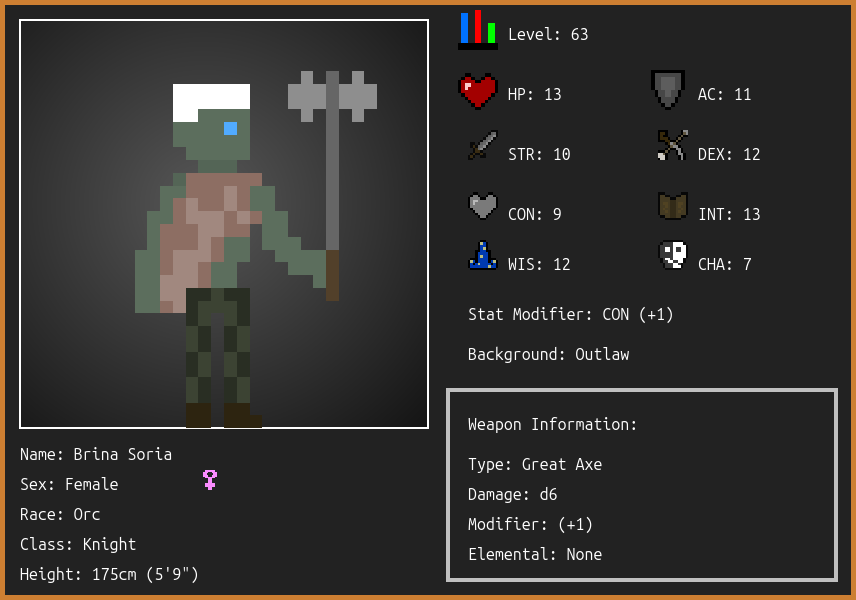 Level: 63
HP: 13
AC: 11
STR: 10
DEX: 12
CON: 9
INT: 13
WIS: 12
CHA: 7
Stat Modifier: CON (+1)
Background: Outlaw
Weapon Information:
Type: Great Axe
Damage: d6
Modifier: (+1)
Elemental: None
Name: Brina Soria
Sex: Female
Race: Orc
Class: Knight
Height: 175cm (5'9")